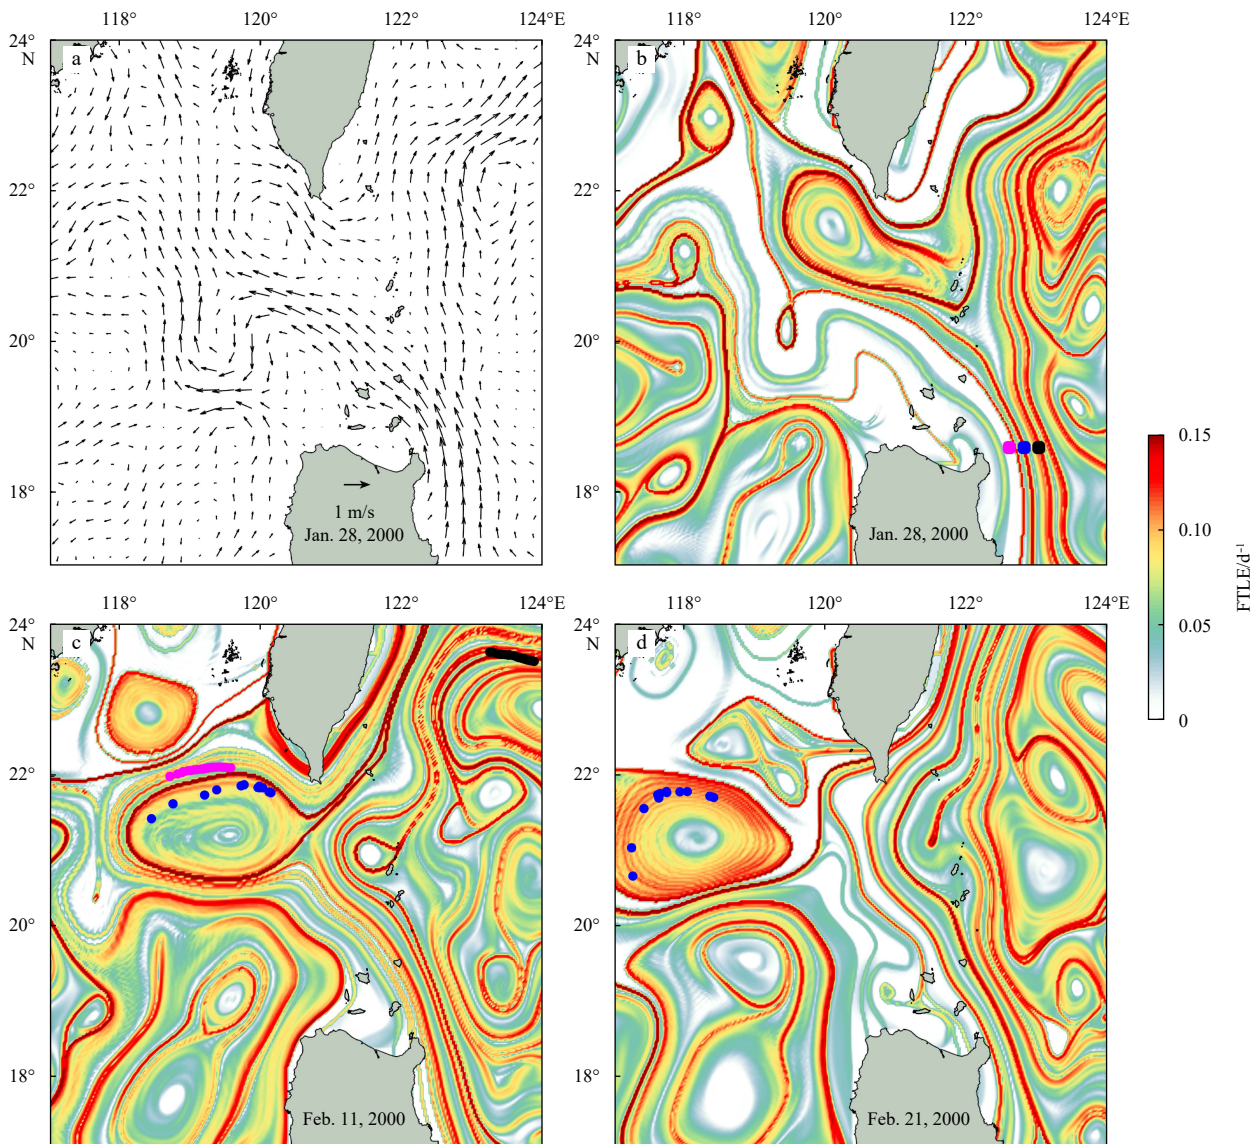 118° 120° 122° 124°E 118° 120° 122° 124°E
24° a 24° b
N N
22° 22°
20° 20°
18° 18°
1 m/s
Jan. 28, 2000 Jan. 28, 2000
0.15
0.10
0.05
0
FTLE/d⁻¹
118° 120° 122° 124°E 118° 120° 122° 124°E
24° 24°
N c N d
22° 22°
20° 20°
18° 18°
Feb. 11, 2000 Feb. 21, 2000